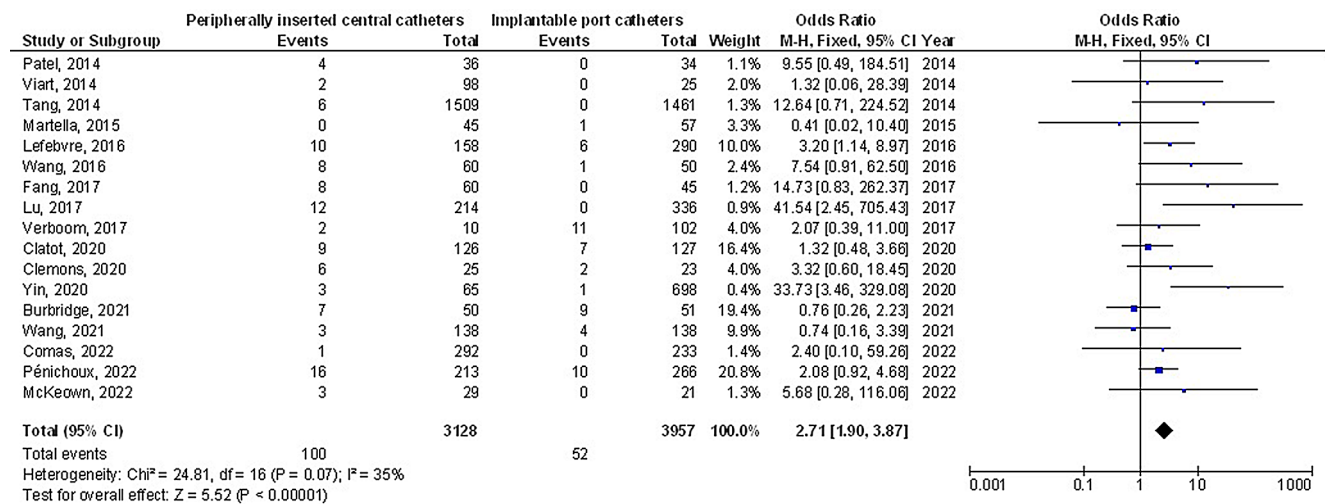 Peripherally inserted central catheters Implantable port catheters Odds Ratio Odds Ratio
Study or Subgroup Events Total Events Total Weight M-H, Fixed, 95% CI Year M-H, Fixed, 95% CI
Patel, 2014 4 36 0 34 1.1% 9.55 [0.49, 184.51] 2014
Viart, 2014 2 98 0 25 2.0% 1.32 [0.06, 28.39] 2014
Tang, 2014 6 1509 0 1461 1.3% 12.64 [0.71, 224.52] 2014
Martella, 2015 0 45 1 57 3.3% 0.41 [0.02, 10.40] 2015
Lefebvre, 2016 10 158 6 290 10.0% 3.20 [1.14, 8.97] 2016
Wang, 2016 8 60 1 50 2.4% 7.54 [0.91, 62.50] 2016
Fang, 2017 8 60 0 45 1.2% 14.73 [0.83, 262.37] 2017
Lu, 2017 12 214 0 336 0.9% 41.54 [2.45, 705.43] 2017
Verboom, 2017 2 10 11 102 3.7% 2.07 [0.39, 11.00] 2017
Clatot, 2020 9 126 7 127 16.4% 1.32 [0.48, 3.66] 2020
Clemons, 2020 6 25 2 23 4.0% 3.32 [0.60, 18.45] 2020
Yin, 2020 3 65 1 698 0.4% 33.73 [3.46, 329.08] 2020
Burbridge, 2021 7 50 9 51 19.4% 0.76 [0.26, 2.23] 2021
Wang, 2021 3 138 4 138 9.9% 0.74 [0.16, 3.39] 2021
Comas, 2022 1 292 0 233 1.4% 2.40 [0.10, 59.26] 2022
Pénichoux, 2022 16 213 10 266 20.8% 2.08 [0.92, 4.68] 2022
McKeown, 2022 3 29 0 21 1.3% 5.68 [0.28, 116.06] 2022
Total (95% CI) 3128 3957 100.0% 2.71 [1.90, 3.87]
Total events 100 52
Heterogeneity: Chi² = 24.81, df = 16 (P = 0.07); I² = 35%
Test for overall effect: Z = 5.52 (P < 0.00001)
0.001 0.1 1 10 1000